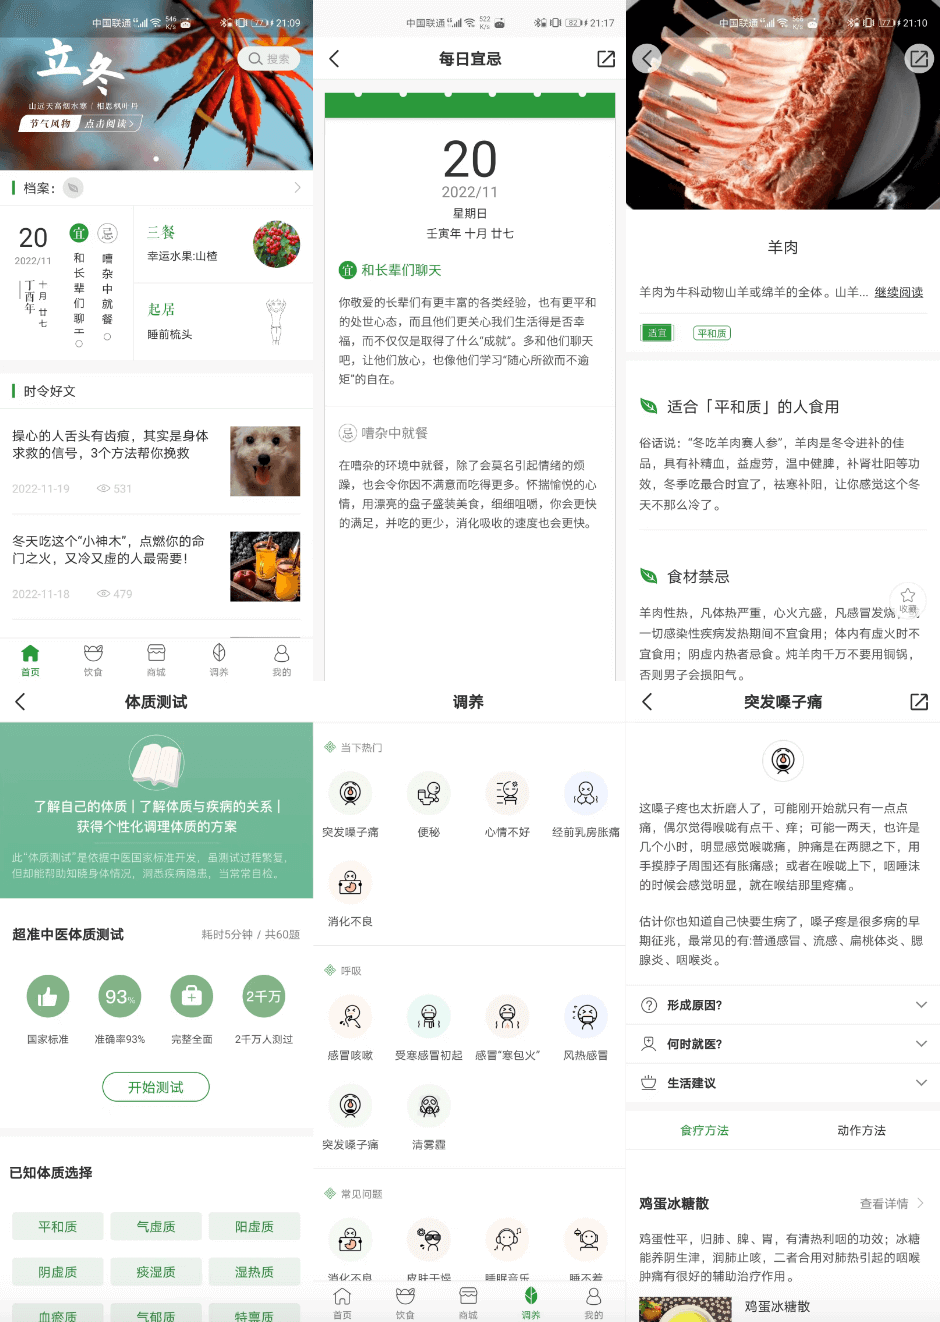 中国联通 4G 546 K/s 77 21:09
立冬
搜索
山远天高烟水寒 / 相思枫叶丹
节气风物 点击阅读>
档案:
20
2022/11
十月廿七
丁酉年
宜
和长辈们聊天
忌
嘈杂中就餐
三餐
幸运水果:山楂
起居
睡前梳头
时令好文
操心的人舌头有齿痕，其实是身体
求救的信号，3个方法帮你挽救
2022-11-19 531
冬天吃这个“小神木”，点燃你的命
门之火，又冷又虚的人最需要！
2022-11-18 479
首页 饮食 商城 调养 我的
中国联通 4G 522 K/s 82 21:17
每日宜忌
20
2022/11
星期日
壬寅年 十月 廿七
宜 和长辈们聊天
你敬爱的长辈们有更丰富的各类经验，也有更平和
的处世心态，而且他们更关心我们生活得是否幸
福，而不仅仅是取得了什么“成就”。多和他们聊天
吧，让他们放心，也像他们学习“随心所欲而不逾
矩”的自在。
忌 嘈杂中就餐
在嘈杂的环境中就餐，除了会莫名引起情绪的烦
躁，也会令你因不满意而吃得更多。怀揣愉悦的心
情，用漂亮的盘子盛装美食，细细咀嚼，你会更快
的满足，并吃的更少，消化吸收的速度也会更快。
中国联通 4G K/s 77 21:10
羊肉
羊肉为牛科动物山羊或绵羊的全体。山羊... 继续阅读
适宜 平和质
适合「平和质」的人食用
俗话说：“冬吃羊肉赛人参”，羊肉是冬令进补的佳
品，具有补精血，益虚劳，温中健脾，补肾壮阳等功
效，冬季吃最合时宜了，祛寒补阳，让你感觉这个冬
天不那么冷了。
食材禁忌
羊肉性热，凡体热严重，心火亢盛，凡感冒发烧，
一切感染性疾病发热期间不宜食用；体内有虚火时不
宜食用；阴虚内热者忌食。炖羊肉千万不要用铜锅，
否则男子会损阳气。
收藏
体质测试
了解自己的体质 | 了解体质与疾病的关系 |
获得个性化调理体质的方案
此“体质测试”是依据中医国家标准开发，虽测试过程繁复，
但却能帮助知晓身体情况，洞悉疾病隐患，当常常自检。
超准中医体质测试
耗时5分钟 / 共60题
93% 2千万
国家标准 准确率93% 完整全面 2千万人测过
开始测试
已知体质选择
平和质 气虚质 阳虚质
阴虚质 痰湿质 湿热质
血瘀质 气郁质 特禀质
调养
当下热门
突发嗓子痛 便秘 心情不好 经前乳房胀痛
消化不良
呼吸
感冒咳嗽 受寒感冒初起 感冒“寒包火” 风热感冒
突发嗓子痛 清雾霾
常见问题
消化不良 皮肤干燥 睡眠音乐 睡不着
首页 饮食 商城 调养 我的
突发嗓子痛
这嗓子疼也太折磨人了，可能刚开始就只有一点点
痛，偶尔觉得喉咙有点干、痒；可能一两天，也许是
几个小时，明显感觉喉咙痛，肿痛是在两腮之下，用
手摸脖子周围还有胀痛感；或者在喉咙上下，咽唾沫
的时候会感觉明显，就在喉结那里疼痛。
估计你也知道自己快要生病了，嗓子疼是很多病的早
期征兆，最常见的有:普通感冒、流感、扁桃体炎、腮
腺炎、咽喉炎。
形成原因?
何时就医?
生活建议
食疗方法 动作方法
鸡蛋冰糖散 查看详情
鸡蛋性平，归肺、脾、胃，有清热利咽的功效；冰糖
能养阴生津，润肺止咳，二者合用对肺热引起的咽喉
肿痛有很好的辅助治疗作用。
鸡蛋冰糖散